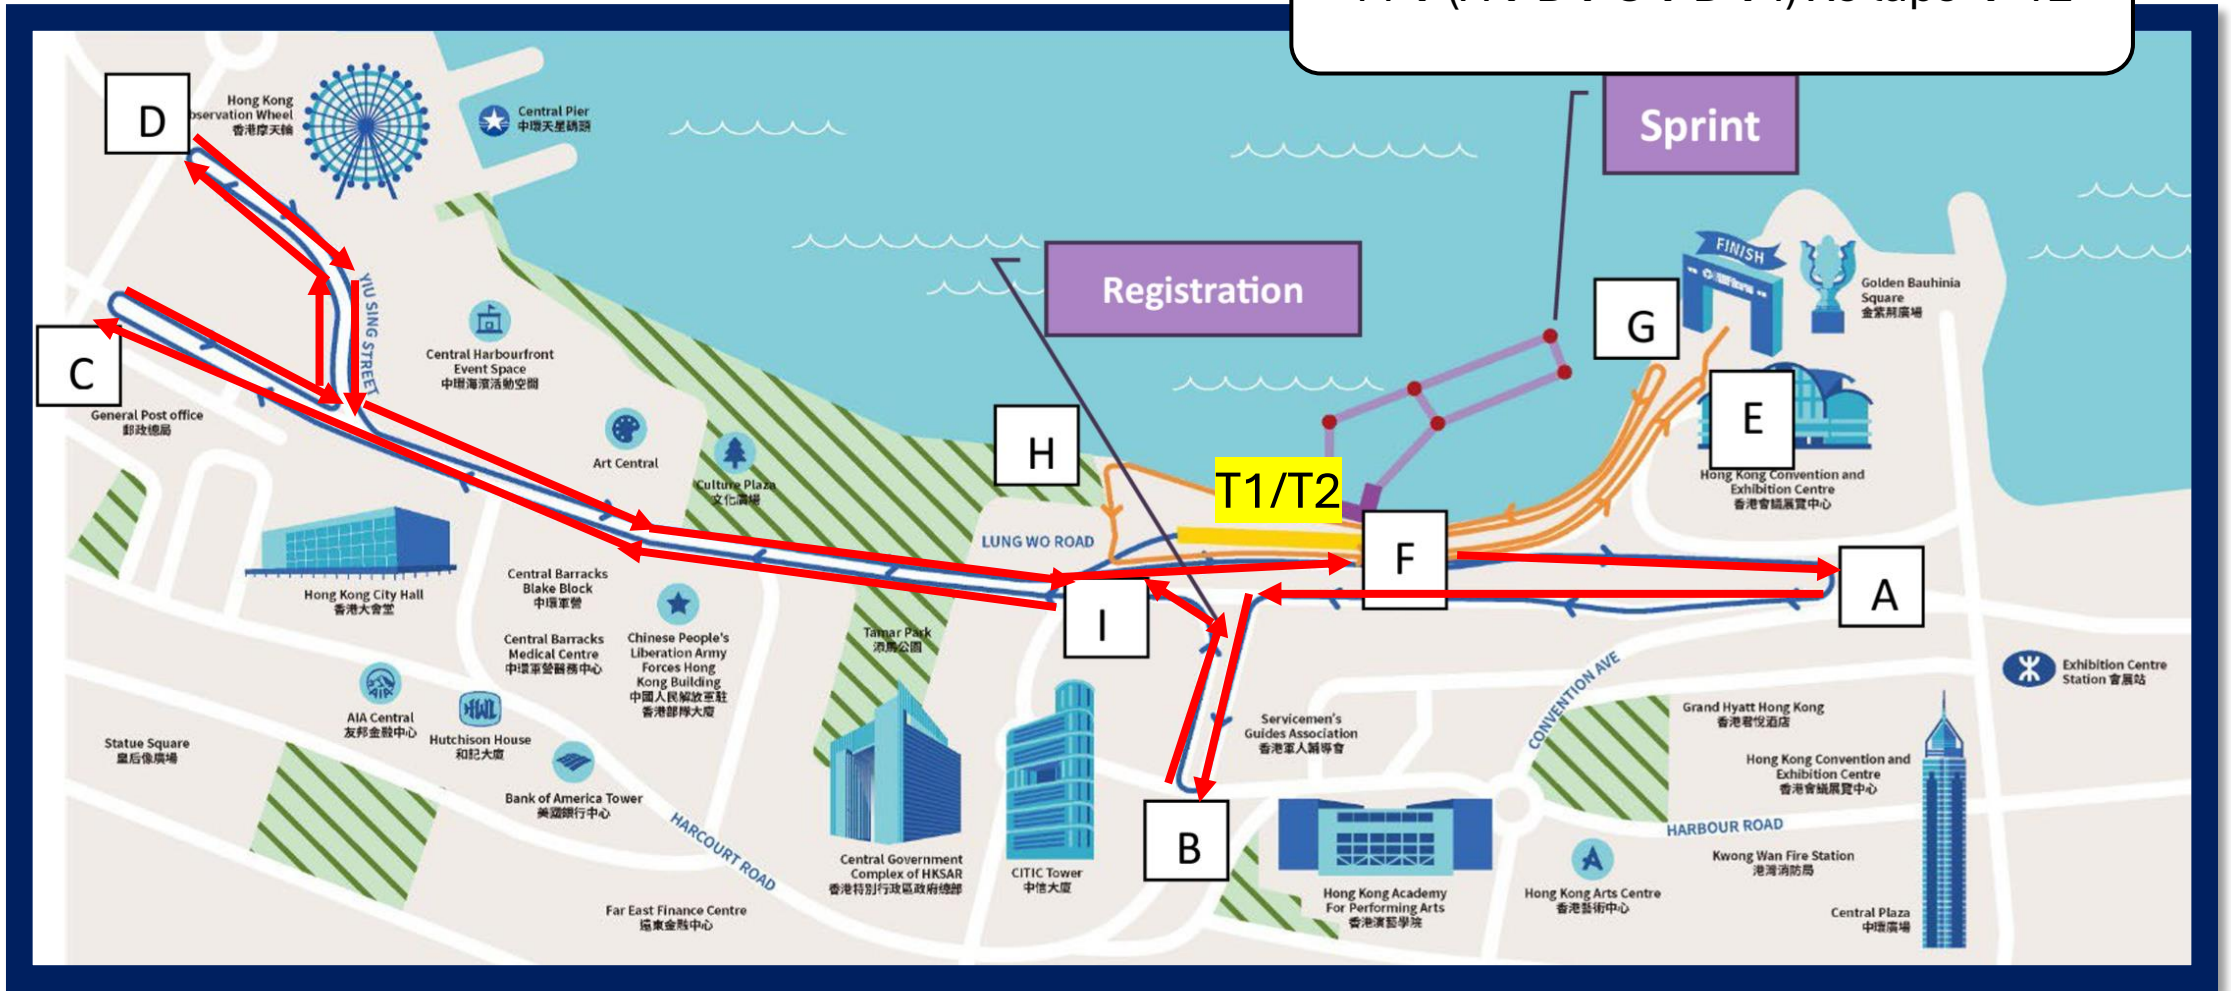 Sprint
D
Hong Kong
bservation Wheel
香港摩天輪
Central Pier
中環天星碼頭
Registration
FINISH
G
Golden Bauhinia
Square
金紫荊廣場
YIU SING STREET
C
General Post office
郵政總局
Central Harbourfront
Event Space
中環海濱活動空間
E
H
Art Central
Culture Plaza
文化廣場
T1/T2
Hong Kong Convention and
Exhibition Centre
香港會議展覽中心
LUNG WO ROAD
F
A
I
Hong Kong City Hall
香港大會堂
Central Barracks
Blake Block
中環軍營
Central Barracks
Medical Centre
中環軍營醫務中心
Chinese People's
Liberation Army
Forces Hong
Kong Building
中國人民解放軍駐
香港部隊大廈
Tamar Park
添馬公園
Exhibition Centre
Station 會展站
CONVENTION AVE
AIA
AIA Central
友邦金融中心
Hutchison House
和記大廈
Servicemen's
Guides Association
香港軍人輔導會
Grand Hyatt Hong Kong
香港君悅酒店
Statue Square
皇后像廣場
Hong Kong Convention and
Exhibition Centre
香港會議展覽中心
Bank of America Tower
美國銀行中心
HARCOURT ROAD
HARBOUR ROAD
B
Central Government
Complex of HKSAR
香港特別行政區政府總部
CITIC Tower
中信大廈
Kwong Wan Fire Station
港灣消防局
Hong Kong Academy
For Performing Arts
香港演藝學院
Hong Kong Arts Centre
香港藝術中心
Far East Finance Centre
遠東金融中心
Central Plaza
中環廣場